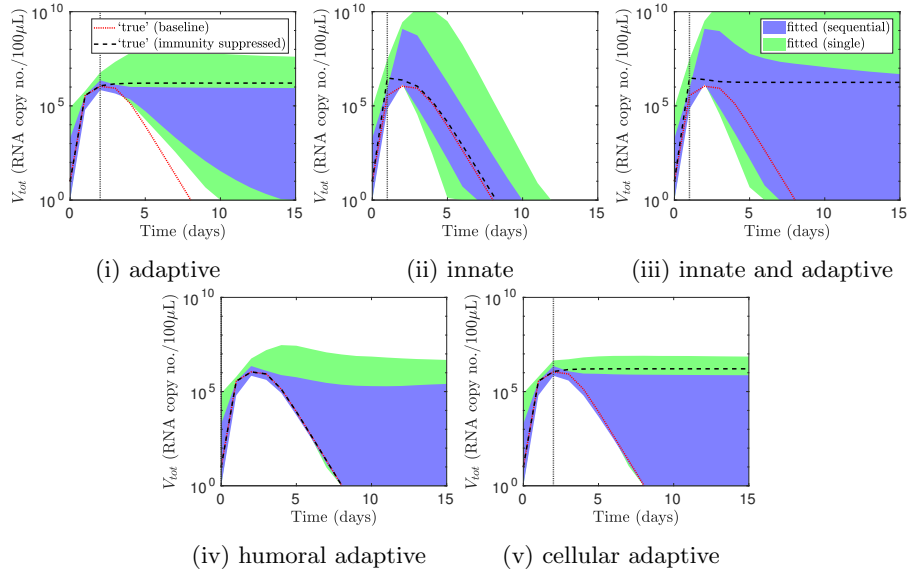 10^10
10^5
10^0
V_tot (RNA copy no./100μL)
0 5 10 15
Time (days)
'true' (baseline)
'true' (immunity suppressed)
(i) adaptive
10^10
10^5
10^0
V_tot (RNA copy no./100μL)
0 5 10 15
Time (days)
(ii) innate
10^10
10^5
10^0
V_tot (RNA copy no./100μL)
0 5 10 15
Time (days)
fitted (sequential)
fitted (single)
(iii) innate and adaptive
10^10
10^5
10^0
V_tot (RNA copy no./100μL)
0 5 10 15
Time (days)
(iv) humoral adaptive
10^10
10^5
10^0
V_tot (RNA copy no./100μL)
0 5 10 15
Time (days)
(v) cellular adaptive